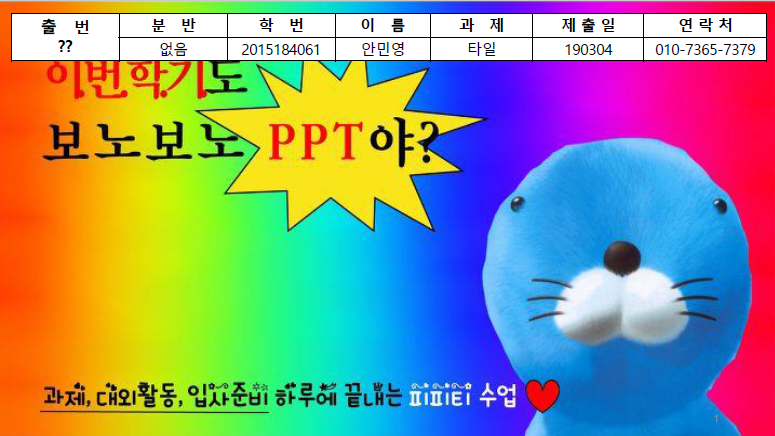 출 번 분 반 학 번 이 름 과 제 제 출 일 연 락 처
?? 없음 2015184061 안민영 타일 190304 010-7365-7379
이번학기도
보노보노 PPT야?
과제, 대외활동, 입사준비 하루에 끝내는 피피티 수업
1